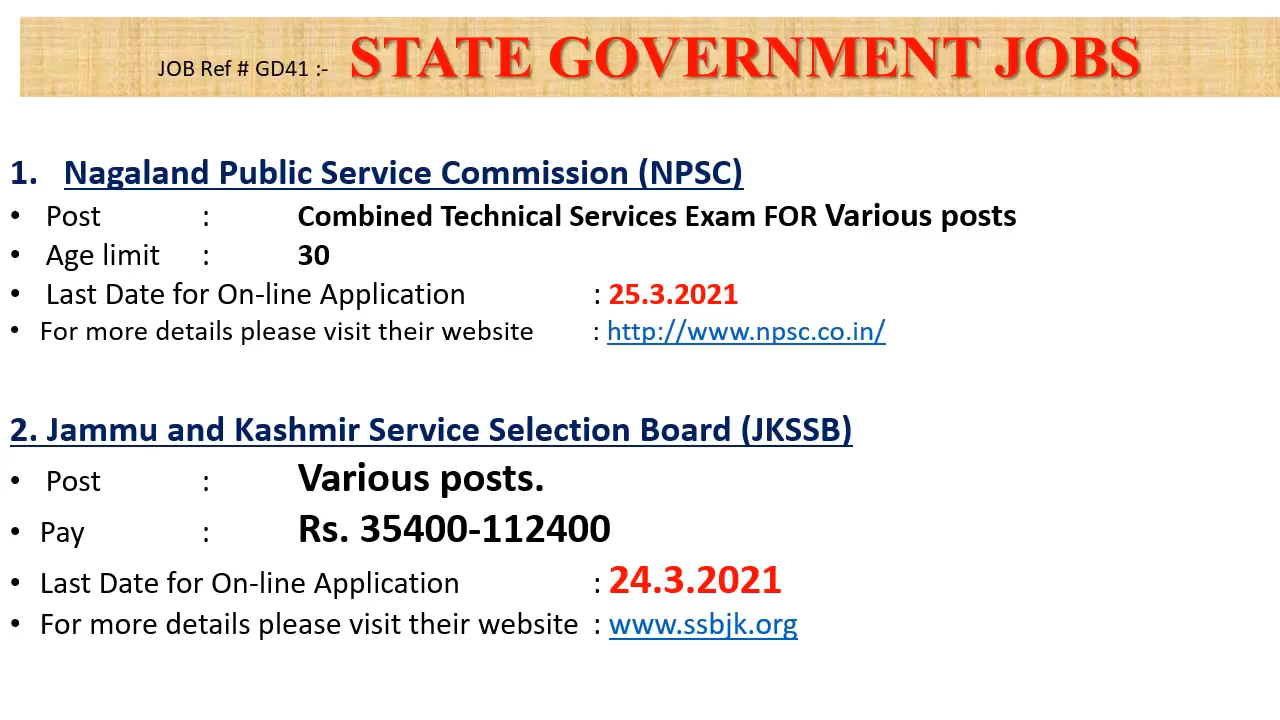 JOB Ref # GD41 :- STATE GOVERNMENT JOBS
1. Nagaland Public Service Commission (NPSC)
• Post : Combined Technical Services Exam FOR Various posts
• Age limit : 30
• Last Date for On-line Application : 25.3.2021
• For more details please visit their website : http://www.npsc.co.in/
2. Jammu and Kashmir Service Selection Board (JKSSB)
• Post : Various posts.
• Pay : Rs. 35400-112400
• Last Date for On-line Application : 24.3.2021
• For more details please visit their website : www.ssbjk.org